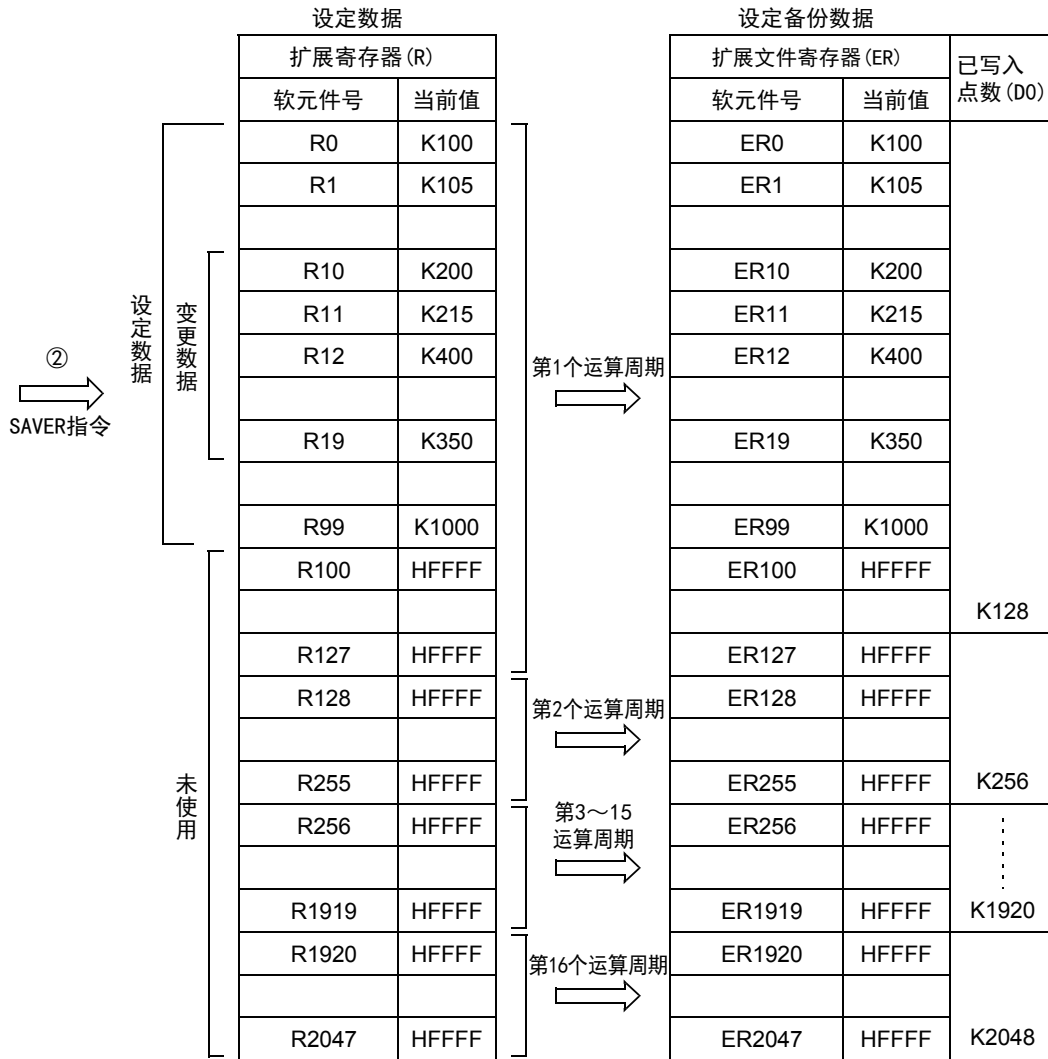 设定数据
设定备份数据
扩展寄存器(R)
扩展文件寄存器(ER)
已写入
点数(D0)
软元件号 当前值
软元件号 当前值
R0 K100
ER0 K100
R1 K105
ER1 K105
R10 K200
ER10 K200
R11 K215
ER11 K215
R12 K400
ER12 K400
R19 K350
ER19 K350
R99 K1000
ER99 K1000
R100 HFFFF
ER100 HFFFF
K128
R127 HFFFF
ER127 HFFFF
R128 HFFFF
ER128 HFFFF
R255 HFFFF
ER255 HFFFF
K256
R256 HFFFF
ER256 HFFFF
R1919 HFFFF
ER1919 HFFFF
K1920
R1920 HFFFF
ER1920 HFFFF
R2047 HFFFF
ER2047 HFFFF
K2048
②
SAVER指令
设定数据
变更数据
未使用
第1个运算周期
第2个运算周期
第3～15
运算周期
第16个运算周期